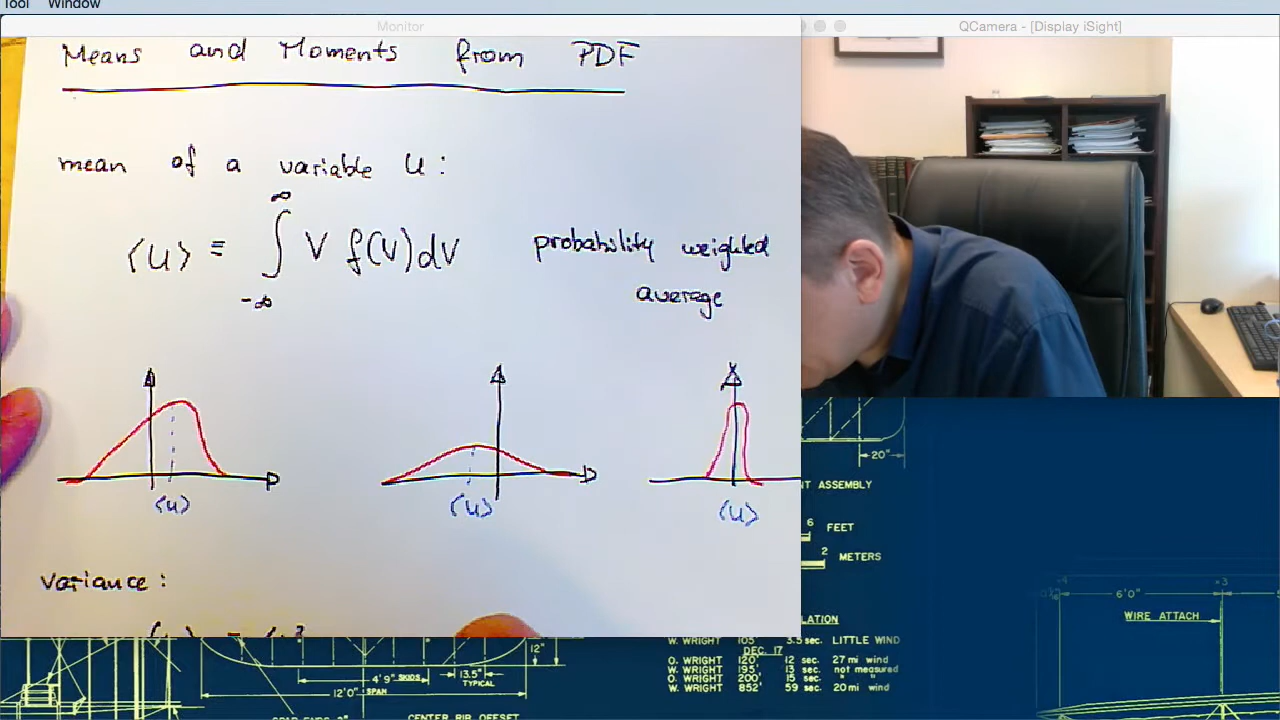 Tool Window
Monitor
QCamera - [Display iSight]
Means and Moments from PDF
mean of a variable U :
⟨U⟩ ≡ ∫_{-∞}^{∞} V f(V) dV probability weighted
average
⟨U⟩ ⟨U⟩ ⟨U⟩
variance :
20"
NT ASSEMBLY
6 FEET
2 METERS
6'0" +3
WIRE ATTACH
LATION
W. WRIGHT 105' 3.5 sec. LITTLE WIND
DEC. 17
O. WRIGHT 120' 12 sec. 27 mi wind
W. WRIGHT 195' 13 sec. not measured
O. WRIGHT 200' 15 sec. " "
W. WRIGHT 852' 59 sec. 20 mi wind
12"
4'9" SKIDS
13.5" TYPICAL
12'0" SPAN
CENTER RIB OFFSET